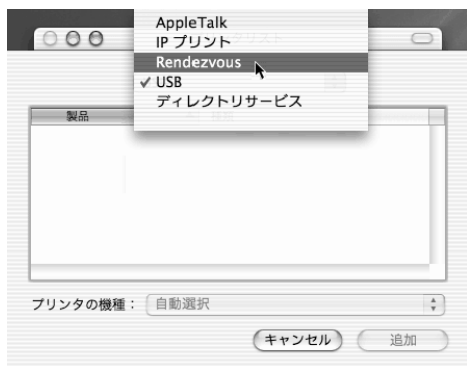 AppleTalk
IP プリント
Rendezvous
✓ USB
ディレクトリサービス
製品
プリンタの機種： 自動選択
キャンセル 追加